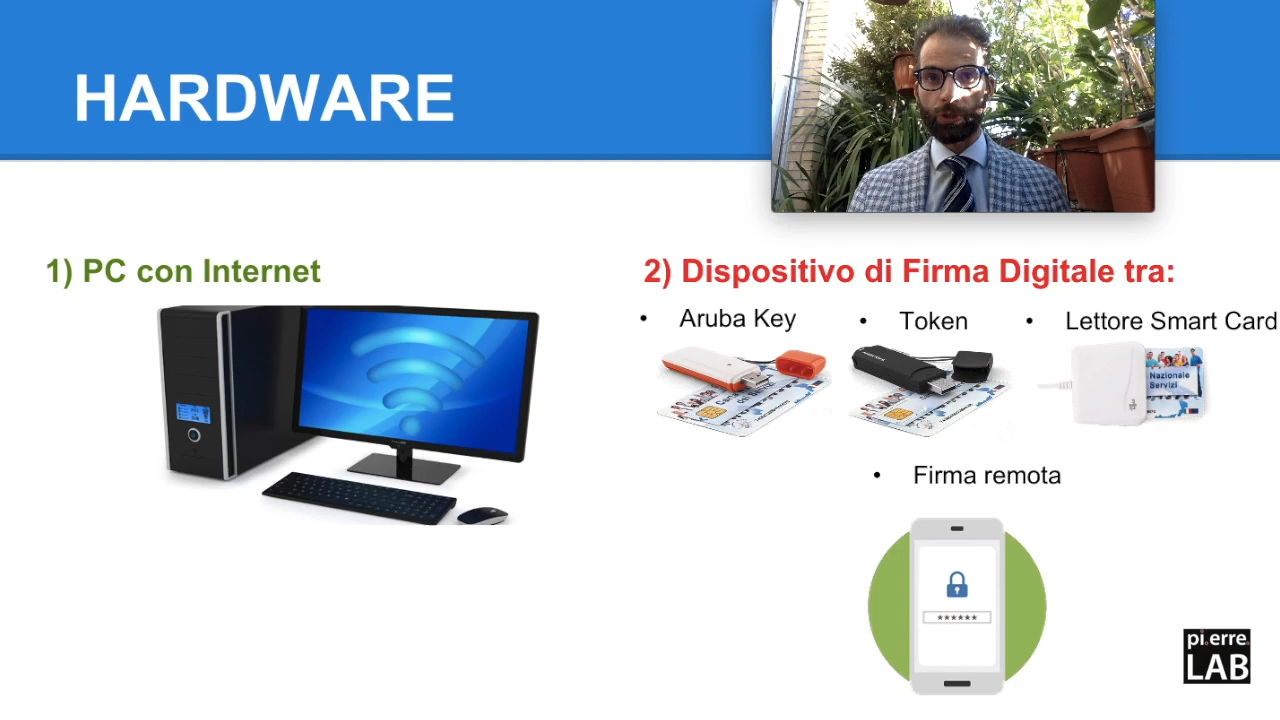 HARDWARE
1) PC con Internet
2) Dispositivo di Firma Digitale tra:
• Aruba Key
• Token
• Lettore Smart Card
Nazionale
Servizi
• Firma remota
******
pi.erre.
LAB